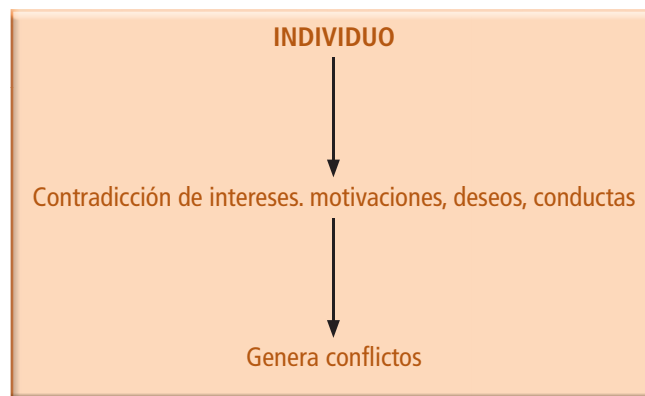 INDIVIDUO
Contradicción de intereses. motivaciones, deseos, conductas
Genera conflictos